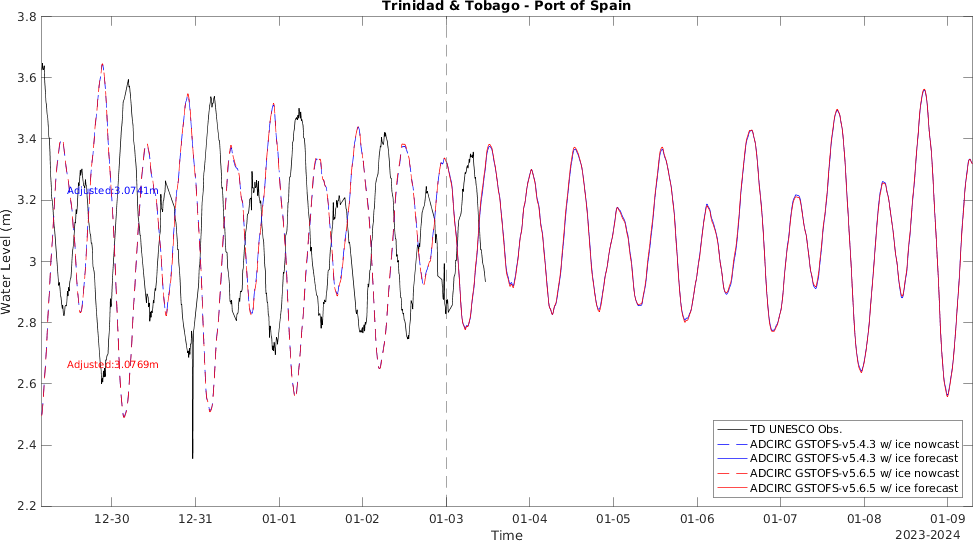 Trinidad & Tobago - Port of Spain
3.8
3.6
3.4
3.2
3
2.8
2.6
2.4
2.2
Water Level (m)
Adjusted:3.0741m
Adjusted:3.0769m
TD UNESCO Obs.
ADCIRC GSTOFS-v5.4.3 w/ ice nowcast
ADCIRC GSTOFS-v5.4.3 w/ ice forecast
ADCIRC GSTOFS-v5.6.5 w/ ice nowcast
ADCIRC GSTOFS-v5.6.5 w/ ice forecast
12-30 12-31 01-01 01-02 01-03 01-04 01-05 01-06 01-07 01-08 01-09
Time
2023-2024